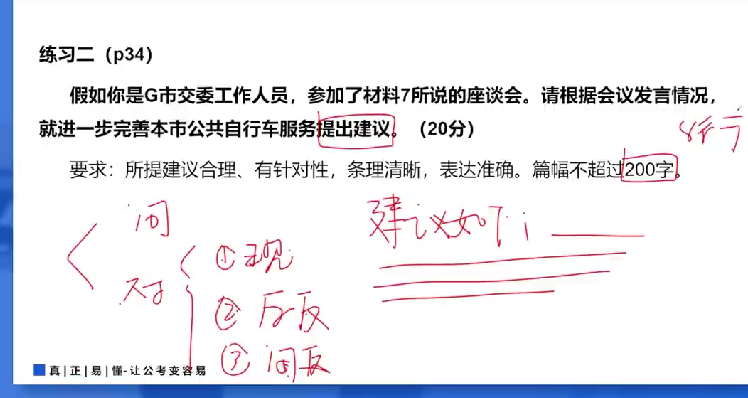 练习二（p34）
假如你是G市交委工作人员，参加了材料7所说的座谈会。请根据会议发言情况，
就进一步完善本市公共自行车服务提出建议。（20分）
要求：所提建议合理、有针对性，条理清晰，表达准确。篇幅不超过200字。
8行
问
建议如下：
对
①现
②反
③问反
真|正|易|懂-让公考变容易